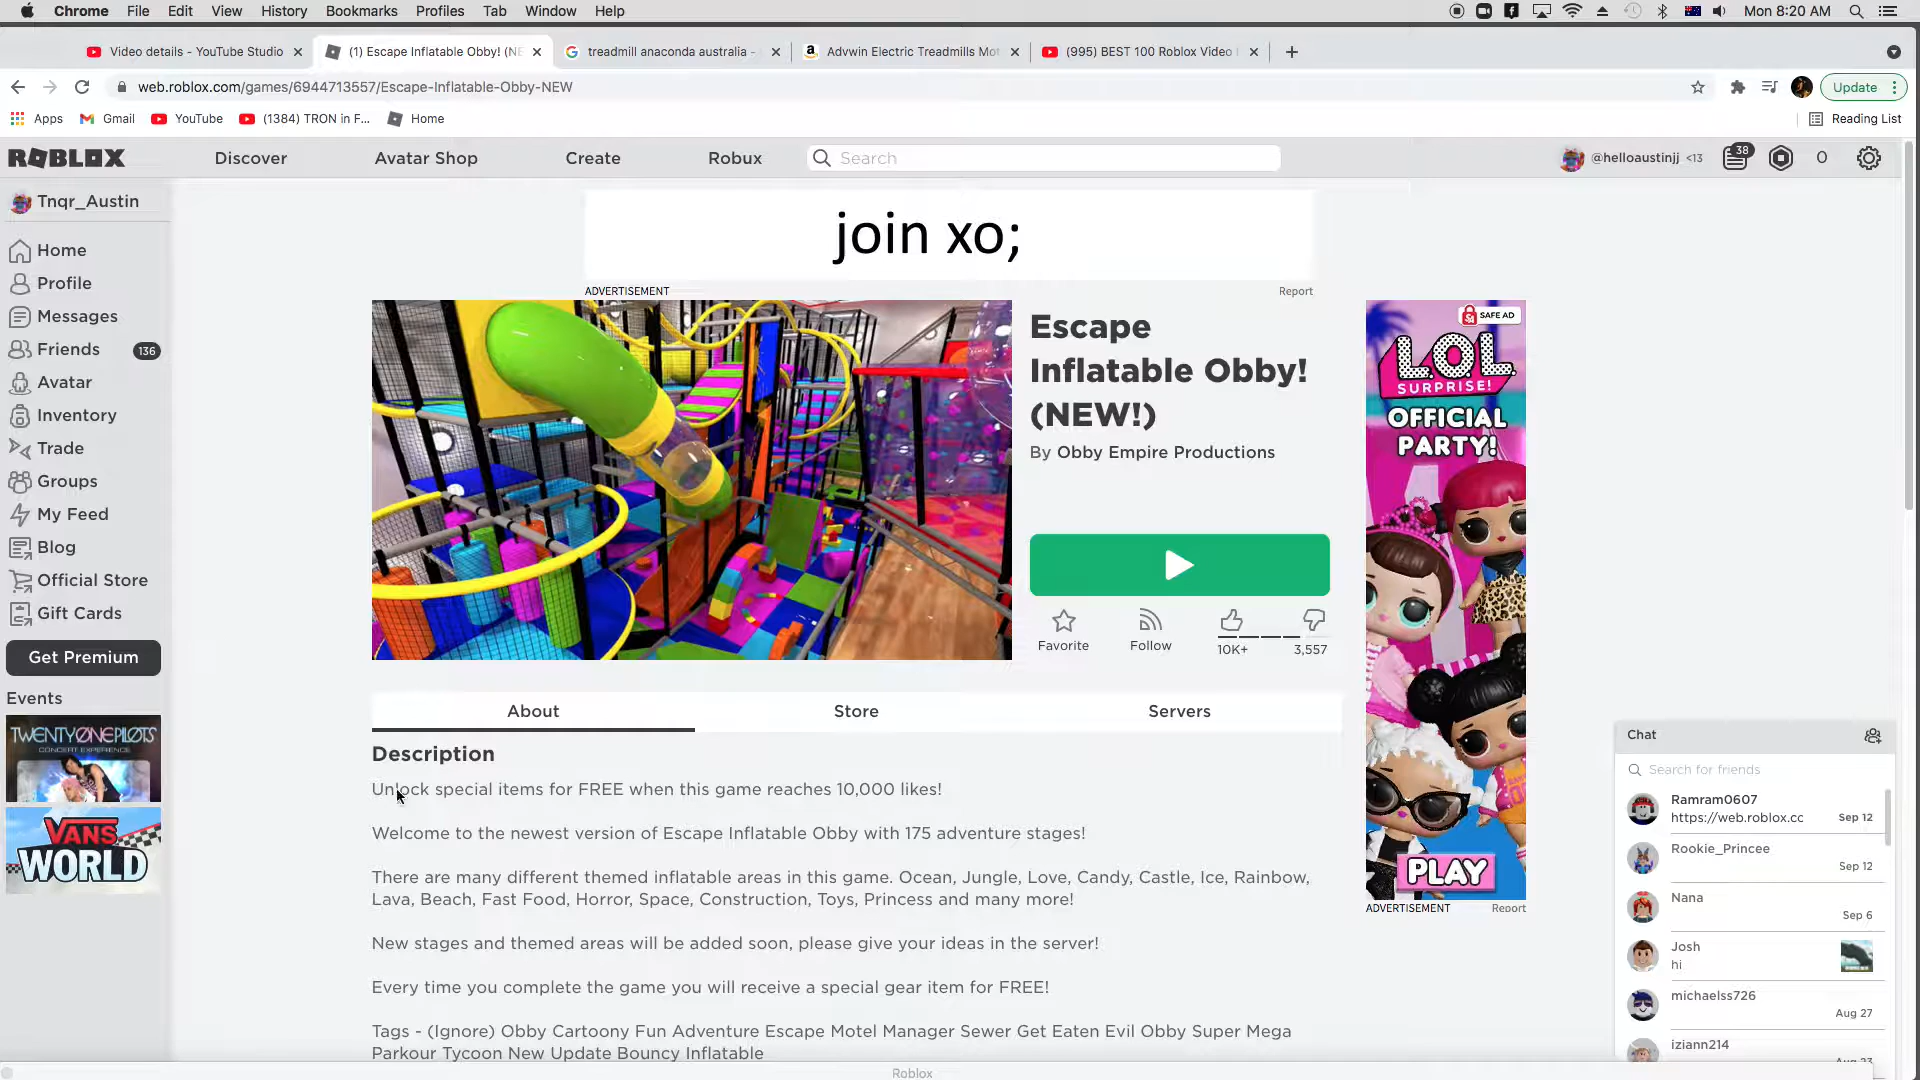 Chrome File Edit View History Bookmarks Profiles Tab Window Help Mon 8:20 AM
Video details - YouTube Studio
(1) Escape Inflatable Obby! (NE
treadmill anaconda australia -
Advwin Electric Treadmills Mot
(995) BEST 100 Roblox Video
web.roblox.com/games/6944713557/Escape-Inflatable-Obby-NEW
Update
Apps Gmail YouTube (1384) TRON in F... Home Reading List
ROBLOX Discover Avatar Shop Create Robux Search @helloaustinjj <13 38 0
Tnqr_Austin
Home
Profile
Messages
Friends 136
Avatar
Inventory
Trade
Groups
My Feed
Blog
Official Store
Gift Cards
Get Premium
Events
TWENTY ONE PILOTS
CONCERT EXPERIENCE
VANS
WORLD
join xo;
ADVERTISEMENT Report
Escape
Inflatable Obby!
(NEW!)
By Obby Empire Productions
Favorite Follow 10K+ 3,557
About Store Servers
Description
Unlock special items for FREE when this game reaches 10,000 likes!
Welcome to the newest version of Escape Inflatable Obby with 175 adventure stages!
There are many different themed inflatable areas in this game. Ocean, Jungle, Love, Candy, Castle, Ice, Rainbow,
Lava, Beach, Fast Food, Horror, Space, Construction, Toys, Princess and many more!
New stages and themed areas will be added soon, please give your ideas in the server!
Every time you complete the game you will receive a special gear item for FREE!
Tags - (Ignore) Obby Cartoony Fun Adventure Escape Motel Manager Sewer Get Eaten Evil Obby Super Mega
Parkour Tycoon New Update Bouncy Inflatable
SAFE AD
L.O.L.
SURPRISE!
OFFICIAL
PARTY!
PLAY
ADVERTISEMENT Report
Chat
Search for friends
Ramram0607
https://web.roblox.cc Sep 12
Rookie_Princee
Sep 12
Nana
Sep 6
Josh
hi
michaelss726
Aug 27
iziann214
Roblox